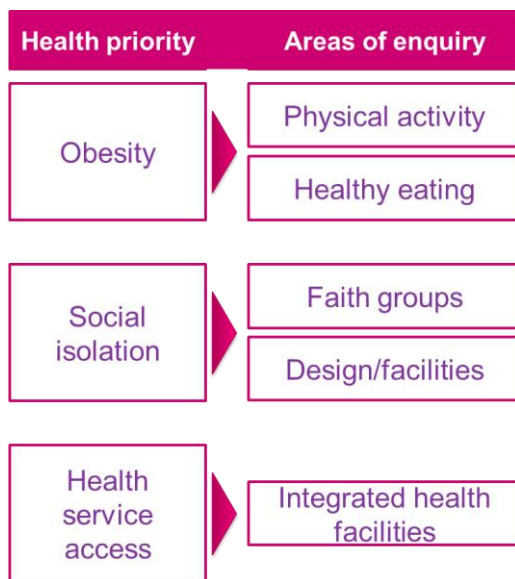 Health priority
Areas of enquiry
Obesity
Physical activity
Healthy eating
Social
isolation
Faith groups
Design/facilities
Health
service
access
Integrated health
facilities